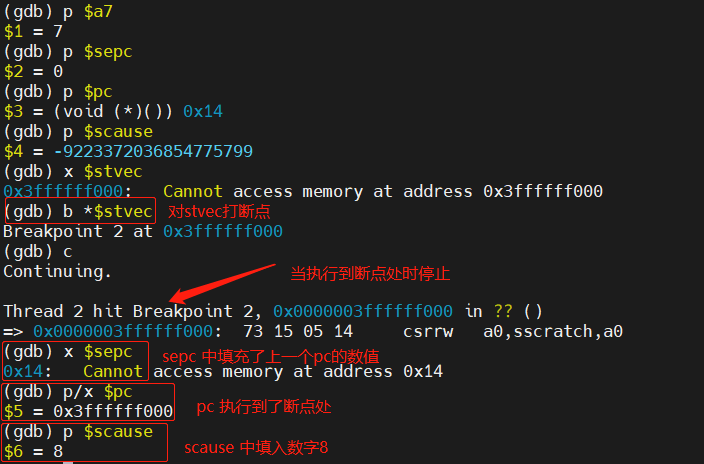 (gdb) p $a7
$1 = 7
(gdb) p $sepc
$2 = 0
(gdb) p $pc
$3 = (void (*)()) 0x14
(gdb) p $scause
$4 = -9223372036854775799
(gdb) x $stvec
0x3ffffff000: Cannot access memory at address 0x3ffffff000
(gdb) b *$stvec 对stvec打断点
Breakpoint 2 at 0x3ffffff000
(gdb) c
Continuing.
当执行到断点处时停止
Thread 2 hit Breakpoint 2, 0x0000003ffffff000 in ?? ()
=> 0x0000003ffffff000: 73 15 05 14 csrrw a0,sscratch,a0
(gdb) x $sepc sepc 中填充了上一个pc的数值
0x14: Cannot access memory at address 0x14
(gdb) p/x $pc
$5 = 0x3ffffff000 pc 执行到了断点处
(gdb) p $scause
$6 = 8 scause 中填入数字8